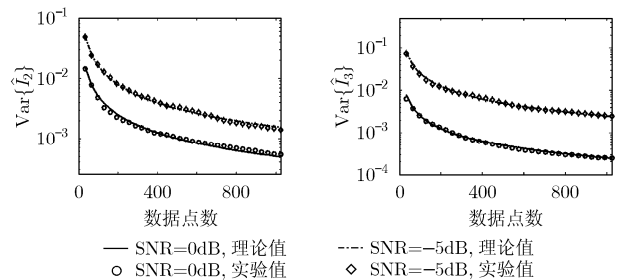 10^{-1}
10^{-2}
10^{-3}
Var{Î_2}
0 400 800
数据点数
10^{-1}
10^{-2}
10^{-3}
10^{-4}
Var{Î_3}
0 400 800
数据点数
SNR=0dB, 理论值
SNR=−5dB, 理论值
SNR=0dB, 实验值
SNR=−5dB, 实验值